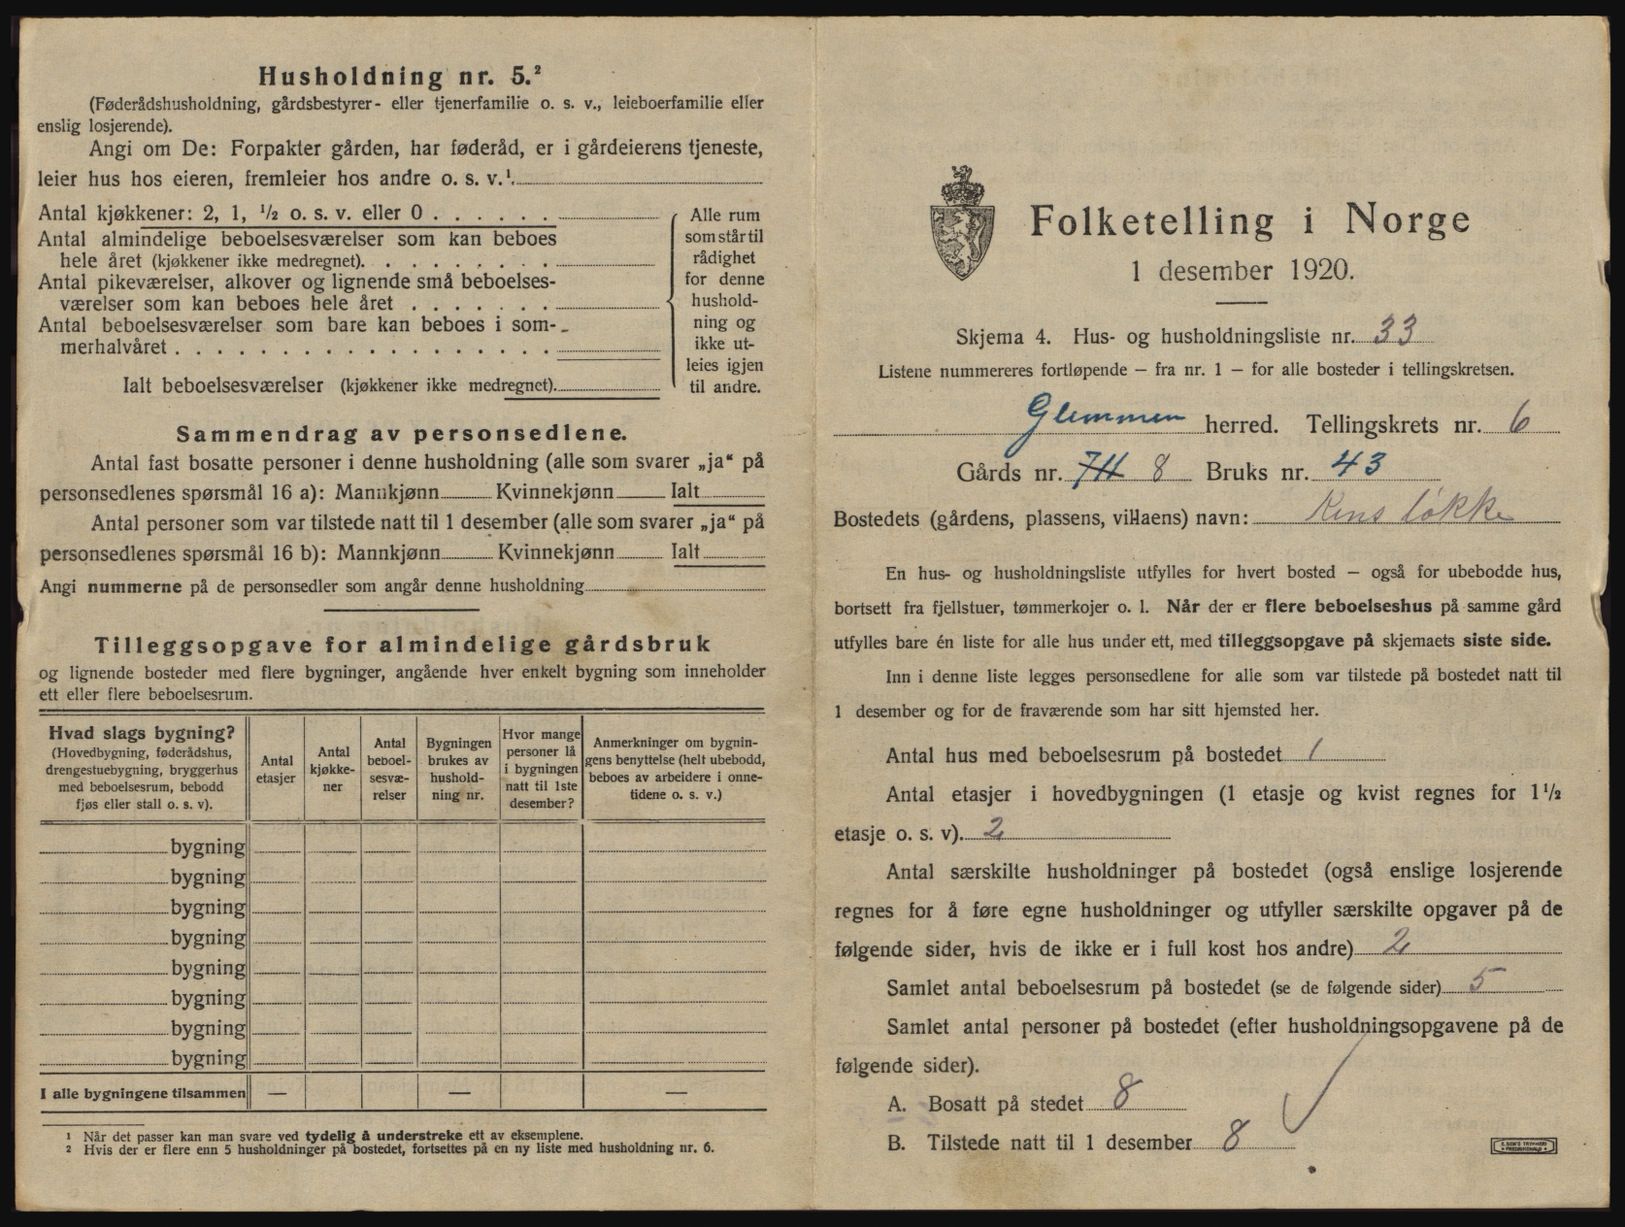 Husholdning nr. 5.²
(Føderådshusholdning, gårdsbestyrer- eller tjenerfamilie o. s. v., leieboerfamilie eller
enslig losjerende).
Angi om De: Forpakter gården, har føderåd, er i gårdeierens tjeneste,
leier hus hos eieren, fremleier hos andre o. s. v.¹.
Antal kjøkkener: 2, 1, ½ o. s. v. eller 0 . . . . . .
Antal almindelige beboelsesværelser som kan beboes
hele året (kjøkkener ikke medregnet). . . . . . . . .
Antal pikeværelser, alkover og lignende små beboelses-
værelser som kan beboes hele året . . . . . . .
Antal beboelsesværelser som bare kan beboes i som-
merhalvåret . . . . . . . . . . . . . . . . . .
Ialt beboelsesværelser (kjøkkener ikke medregnet).
Alle rum
som står til
rådighet
for denne
hushold-
ning og
ikke ut-
leies igjen
til andre.
Sammendrag av personsedlene.
Antal fast bosatte personer i denne husholdning (alle som svarer „ja“ på
personsedlenes spørsmål 16 a): Mannkjønn Kvinnekjønn Ialt
Antal personer som var tilstede natt til 1 desember (alle som svarer „ja“ på
personsedlenes spørsmål 16 b): Mannkjønn Kvinnekjønn Ialt
Angi nummerne på de personsedler som angår denne husholdning
Tilleggsopgave for almindelige gårdsbruk
og lignende bosteder med flere bygninger, angående hver enkelt bygning som inneholder
ett eller flere beboelsesrum.
Hvad slags bygning?
(Hovedbygning, føderådshus,
drengestuebygning, bryggerhus
med beboelsesrum, bebodd
fjøs eller stall o. s. v).
Antal
etasjer
Antal
kjøkke-
ner
Antal
beboel-
sesvæ-
relser
Bygningen
brukes av
hushold-
ning nr.
Hvor mange
personer lå
i bygningen
natt til 1ste
desember?
Anmerkninger om bygnin-
gens benyttelse (helt ubebodd,
beboes av arbeidere i onne-
tidene o. s. v.)
bygning
bygning
bygning
bygning
bygning
bygning
bygning
bygning
I alle bygningene tilsammen — — —
¹ Når det passer kan man svare ved tydelig å understreke ett av eksemplene.
² Hvis der er flere enn 5 husholdninger på bostedet, fortsettes på en ny liste med husholdning nr. 6.
Folketelling i Norge
1 desember 1920.
Skjema 4. Hus- og husholdningsliste nr. 33
Listene nummereres fortløpende — fra nr. 1 — for alle bosteder i tellingskretsen.
Glemmen herred. Tellingskrets nr. 6
Gårds nr. 8 Bruks nr. 43
Bostedets (gårdens, plassens, villaens) navn: løkke
En hus- og husholdningsliste utfylles for hvert bosted — også for ubebodde hus,
bortsett fra fjellstuer, tømmerkojer o. l. Når der er flere beboelseshus på samme gård
utfylles bare én liste for alle hus under ett, med tilleggsopgave på skjemaets siste side.
Inn i denne liste legges personsedlene for alle som var tilstede på bostedet natt til
1 desember og for de fraværende som har sitt hjemsted her.
Antal hus med beboelsesrum på bostedet 1
Antal etasjer i hovedbygningen (1 etasje og kvist regnes for 1½
etasje o. s. v). 2
Antal særskilte husholdninger på bostedet (også enslige losjerende
regnes for å føre egne husholdninger og utfyller særskilte opgaver på de
følgende sider, hvis de ikke er i full kost hos andre) 2
Samlet antal beboelsesrum på bostedet (se de følgende sider) 5
Samlet antal personer på bostedet (efter husholdningsopgavene på de
følgende sider).
A. Bosatt på stedet 8
B. Tilstede natt til 1 desember 8